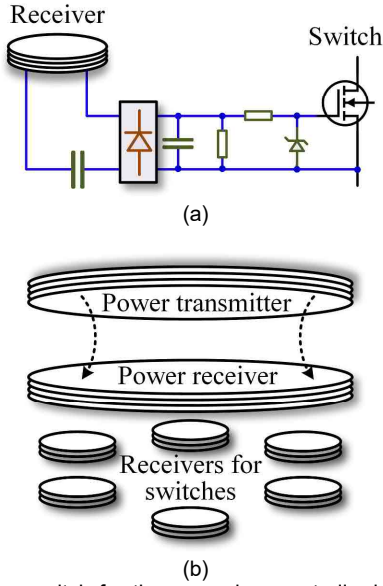 Receiver
Switch
(a)
Power transmitter
Power receiver
Receivers for
switches
(b)